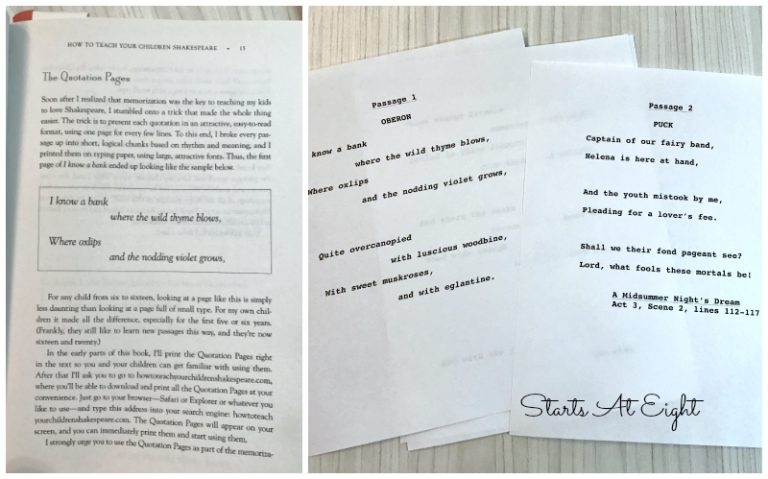 HOW TO TEACH YOUR CHILDREN SHAKESPEARE • 15
The Quotation Pages
Soon after I realized that memorization was the key to teaching my kids
to love Shakespeare, I stumbled onto a trick that made the whole thing
easier. The trick is to present each quotation in an attractive, easy-to-read
format, using one page for every few lines. To this end, I broke every pas-
sage up into short, logical chunks based on rhythm and meaning, and I
printed them on typing paper, using large, attractive fonts. Thus, the first
page of I know a bank ended up looking like the sample below.
I know a bank
where the wild thyme blows,
Where oxlips
and the nodding violet grows,
For any child from six to sixteen, looking at a page like this is simply
less daunting than looking at a page full of small type. For my own chil-
dren it made all the difference, especially for the first five or six years.
(Frankly, they still like to learn new passages this way, and they're now
sixteen and twenty.)
In the early parts of this book, I'll print the Quotation Pages right
in the text so you and your children can get familiar with using them.
After that I'll ask you to go to howtoteachyourchildrenshakespeare.com,
where you'll be able to download and print all the Quotation Pages at your
convenience. Just go to your browser—Safari or Explorer or whatever you
like to use—and type this address into your search engine: howtoteach
yourchildrenshakespeare.com. The Quotation Pages will appear on your
screen, and you can immediately print them and start using them.
I strongly urge you to use the Quotation Pages as part of the memoriza-
Passage 1
OBERON
know a bank
where the wild thyme blows,
Where oxlips
and the nodding violet grows,
Quite overcanopied
with luscious woodbine,
With sweet muskroses,
and with eglantine.
Passage 2
PUCK
Captain of our fairy band,
Helena is here at hand,
And the youth mistook by me,
Pleading for a lover's fee.
Shall we their fond pageant see?
Lord, what fools these mortals be!
A Midsummer Night's Dream
Act 3, Scene 2, lines 112-117
Starts At Eight